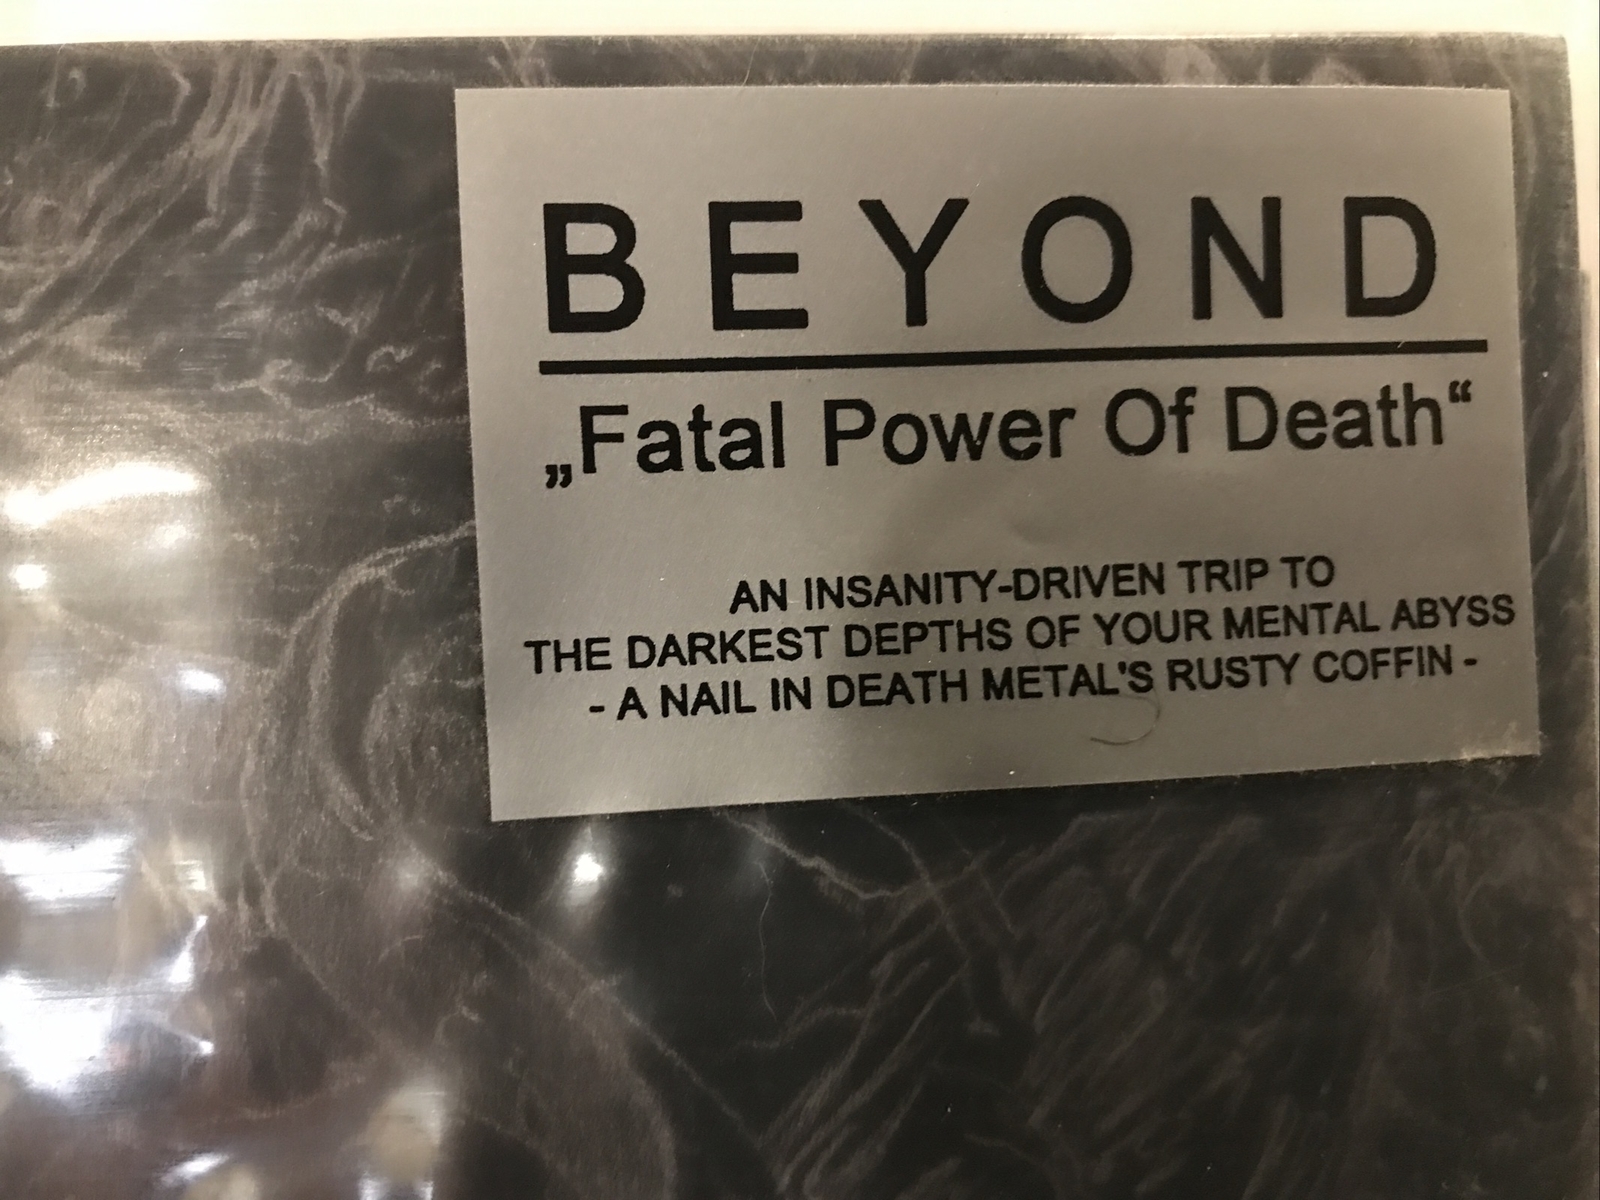 BEYOND
„Fatal Power Of Death“
AN INSANITY-DRIVEN TRIP TO
THE DARKEST DEPTHS OF YOUR MENTAL ABYSS
- A NAIL IN DEATH METAL'S RUSTY COFFIN -